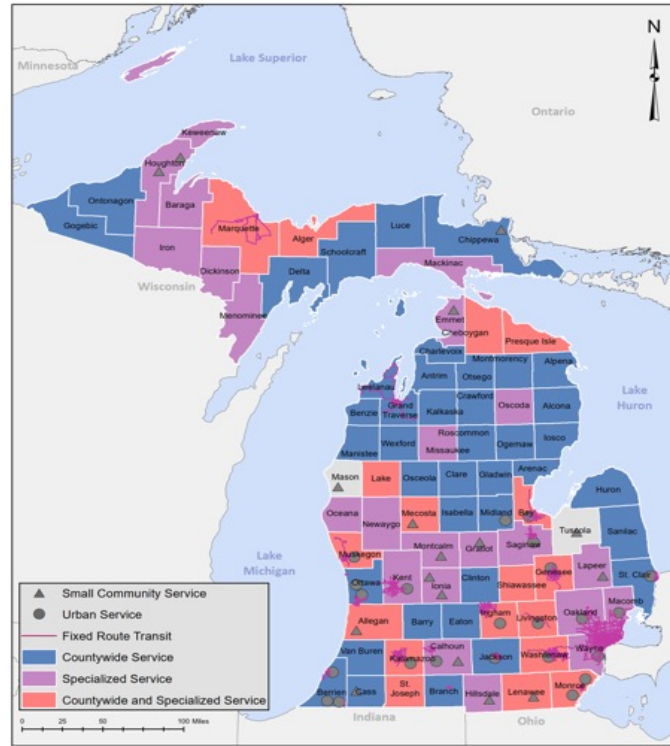 N
Lake Superior
Minnesota
Ontario
Keweenaw
Houghton
Ontonagon
Baraga
Luce
Gogebic
Marquette
Alger
Chippewa
Iron
Schoolcraft
Mackinac
Dickinson
Delta
Wisconsin
Menominee
Emmet
Cheboygan
Presque Isle
Charlevoix
Montmorency
Alpena
Lake
Huron
Leelanau
Antrim
Otsego
Grand
Traverse
Crawford
Oscoda
Alcona
Benzie
Kalkaska
Roscommon
Iosco
Manistee
Wexford
Missaukee
Ogemaw
Arenac
Mason
Lake
Osceola
Clare
Gladwin
Huron
Oceana
Newaygo
Mecosta
Isabella
Midland
Bay
Tuscola
Sanilac
Lake
Michigan
Muskegon
Montcalm
Gratiot
Saginaw
Genesee
Lapeer
St. Clair
Ottawa
Kent
Ionia
Clinton
Shiawassee
Macomb
Allegan
Barry
Eaton
Ingham
Livingston
Oakland
Van Buren
Kalamazoo
Calhoun
Jackson
Washtenaw
Wayne
Berrien
Cass
St.
Joseph
Branch
Hillsdale
Lenawee
Monroe
Indiana
Ohio
Small Community Service
Urban Service
Fixed Route Transit
Countywide Service
Specialized Service
Countywide and Specialized Service
0 25 50 100 Miles